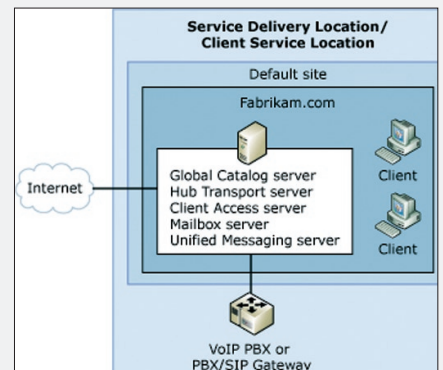 Service Delivery Location/
Client Service Location
Default site
Fabrikam.com
Internet
Global Catalog server
Hub Transport server
Client Access server
Mailbox server
Unified Messaging server
Client
Client
VoIP PBX or
PBX/SIP Gateway